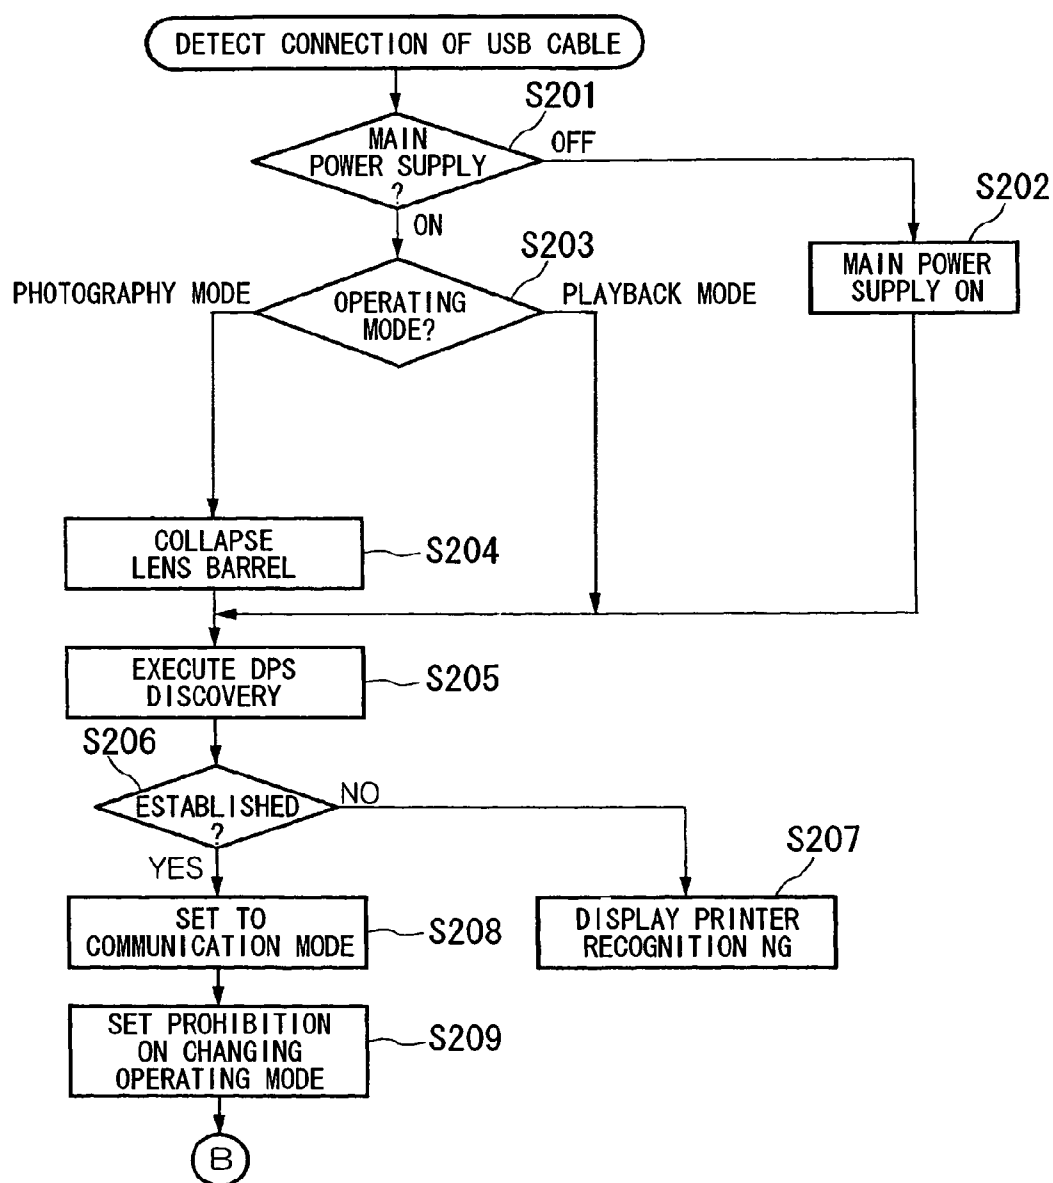 DETECT CONNECTION OF USB CABLE
S201
MAIN
POWER SUPPLY
?
OFF
ON
S202
MAIN POWER
SUPPLY ON
S203
PHOTOGRAPHY MODE
OPERATING
MODE?
PLAYBACK MODE
COLLAPSE
LENS BARREL
S204
EXECUTE DPS
DISCOVERY
S205
S206
ESTABLISHED
?
NO
YES
S207
DISPLAY PRINTER
RECOGNITION NG
SET TO
COMMUNICATION MODE
S208
SET PROHIBITION
ON CHANGING
OPERATING MODE
S209
B